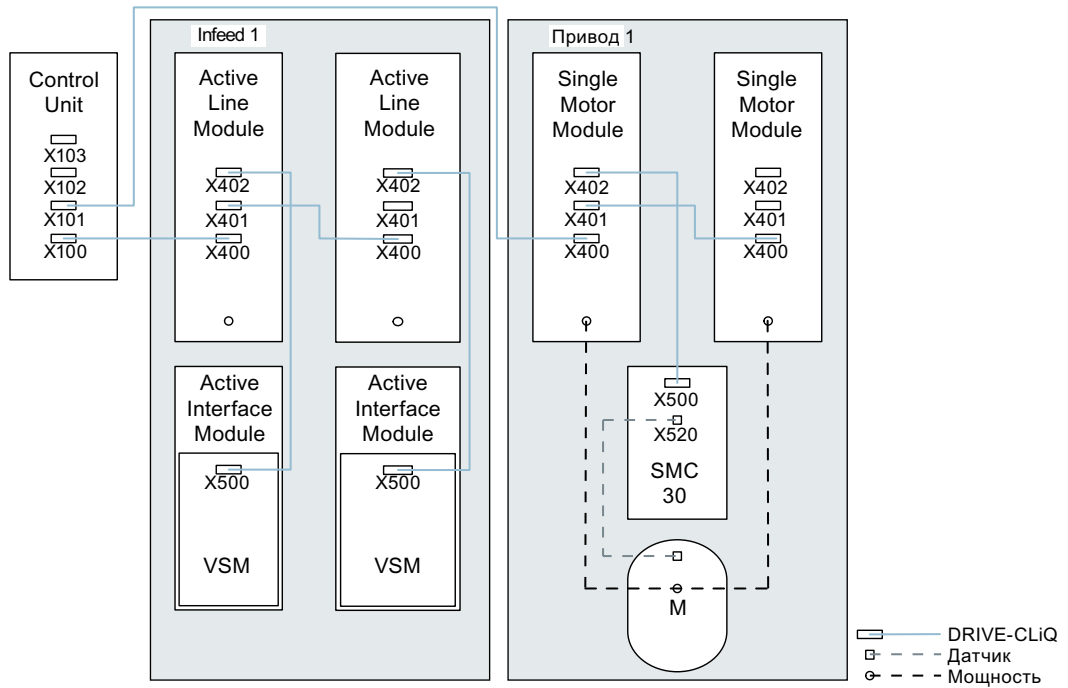 Infeed 1
Привод 1
Control
Unit
X103
X102
X101
X100
Active
Line
Module
X402
X401
X400
Active
Line
Module
X402
X401
X400
Single
Motor
Module
X402
X401
X400
Single
Motor
Module
X402
X401
X400
Active
Interface
Module
X500
VSM
Active
Interface
Module
X500
VSM
X500
X520
SMC
30
M
DRIVE-CLiQ
Датчик
Мощность